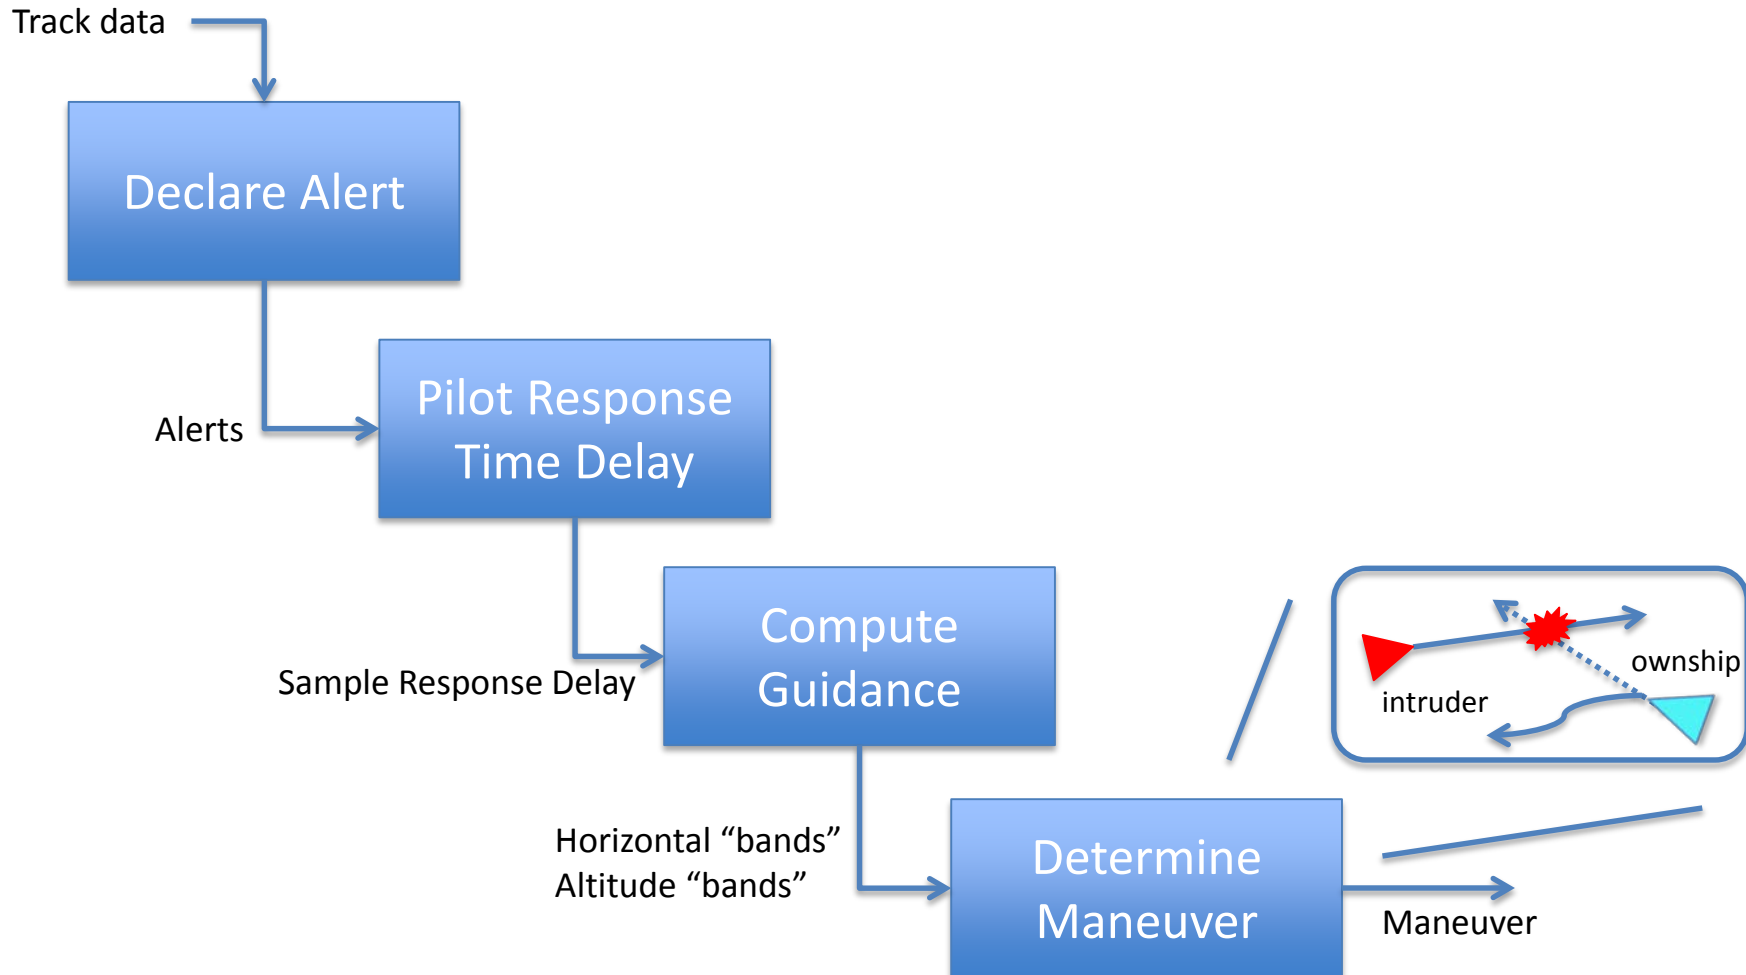 Track data
Declare Alert
Alerts
Pilot Response
Time Delay
Sample Response Delay
Compute
Guidance
Horizontal “bands”
Altitude “bands”
Determine
Maneuver
Maneuver
intruder
ownship